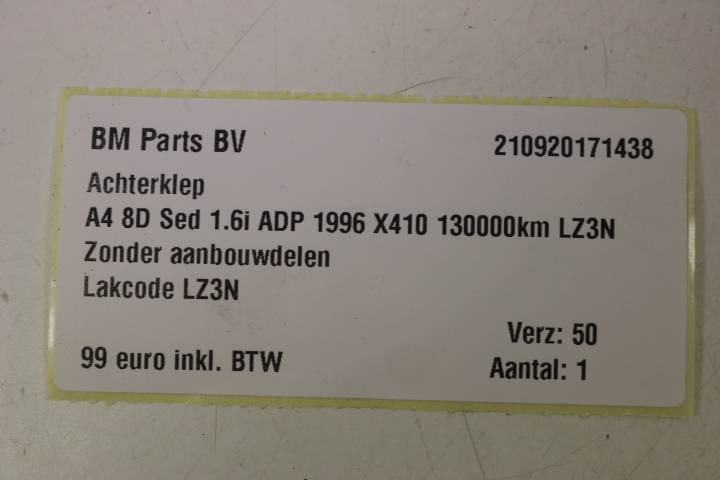 BM Parts BV 210920171438
Achterklep
A4 8D Sed 1.6i ADP 1996 X410 130000km LZ3N
Zonder aanbouwdelen
Lakcode LZ3N
Verz: 50
99 euro inkl. BTW Aantal: 1